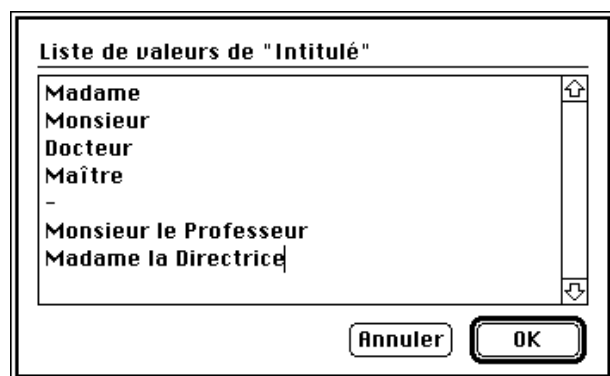 Liste de valeurs de "Intitulé"
Madame
Monsieur
Docteur
Maître
-
Monsieur le Professeur
Madame la Directrice
Annuler OK